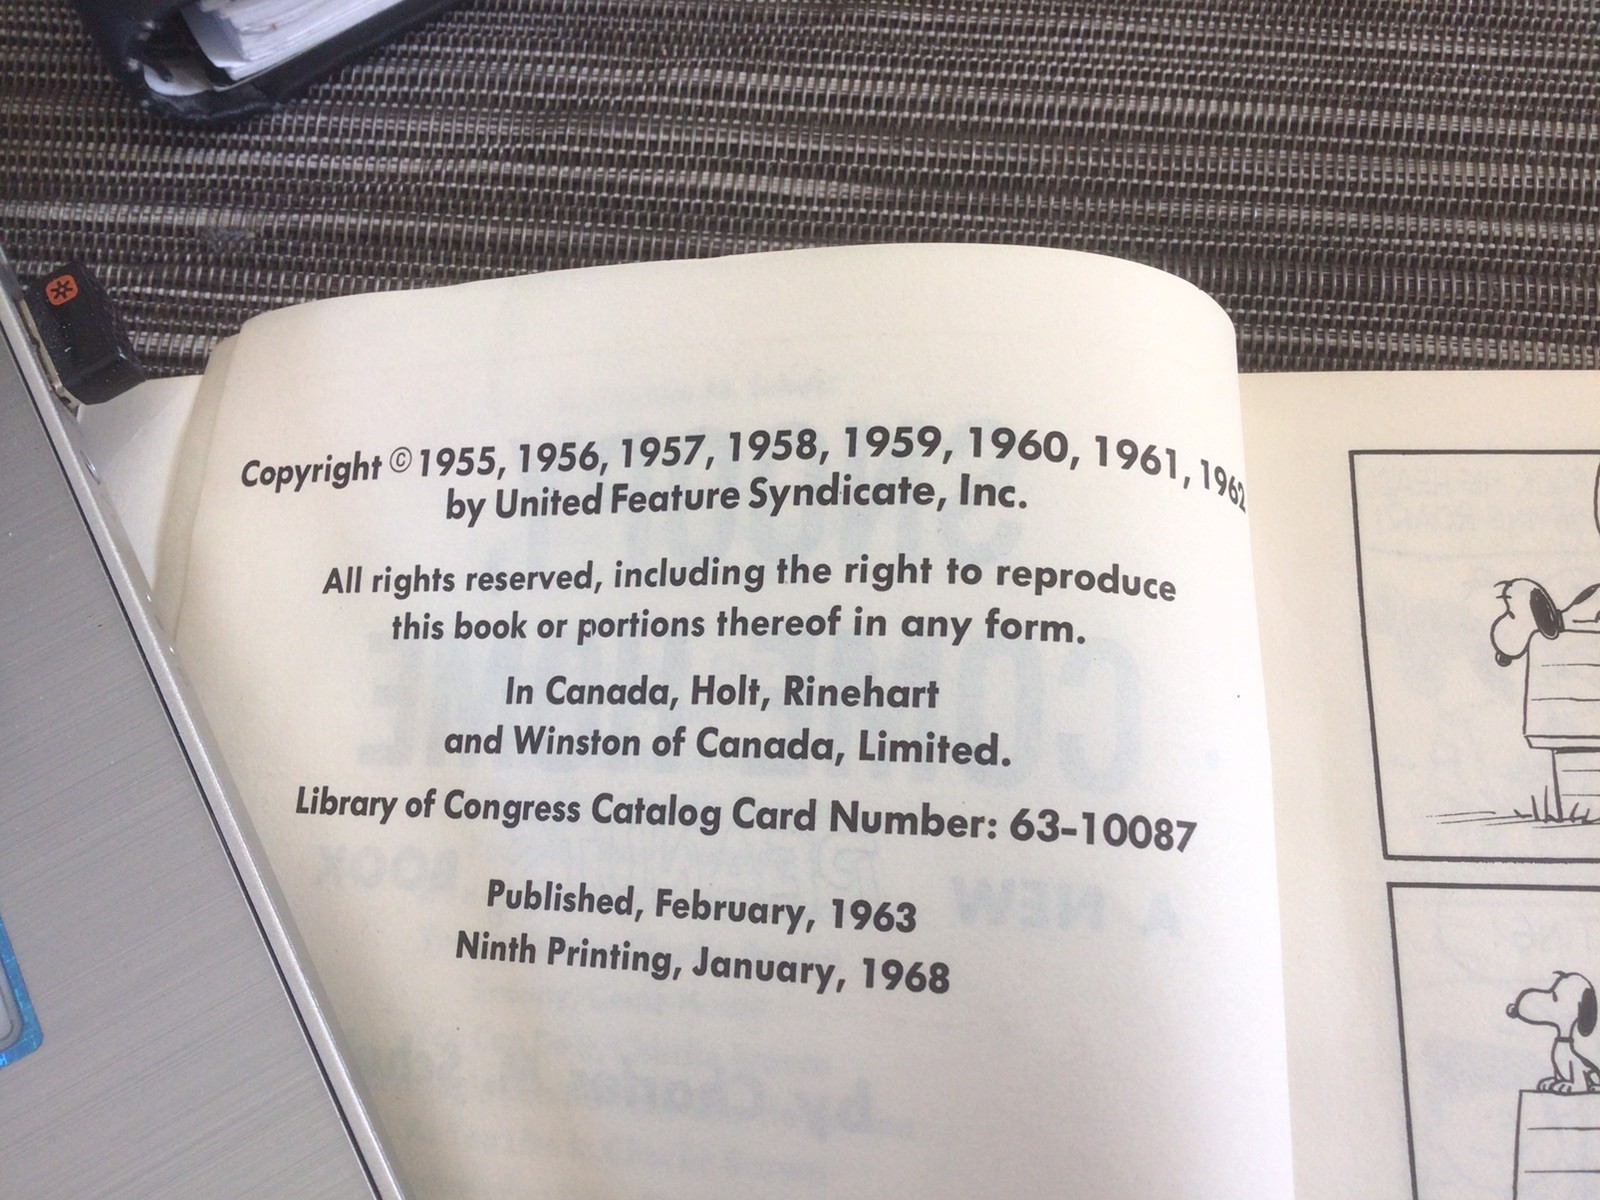 Copyright © 1955, 1956, 1957, 1958, 1959, 1960, 1961, 1962
by United Feature Syndicate, Inc.
All rights reserved, including the right to reproduce
this book or portions thereof in any form.
In Canada, Holt, Rinehart
and Winston of Canada, Limited.
Library of Congress Catalog Card Number: 63-10087
Published, February, 1963
Ninth Printing, January, 1968